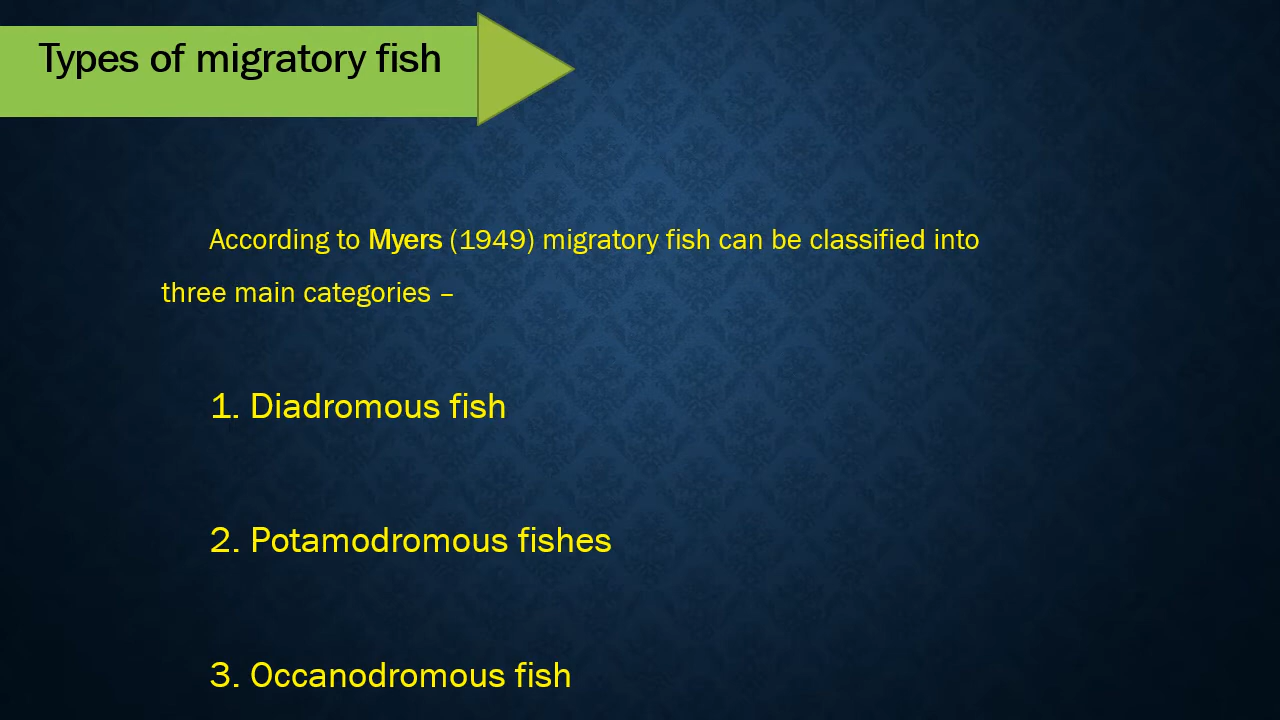 Types of migratory fish
According to Myers (1949) migratory fish can be classified into
three main categories –
1. Diadromous fish
2. Potamodromous fishes
3. Occanodromous fish